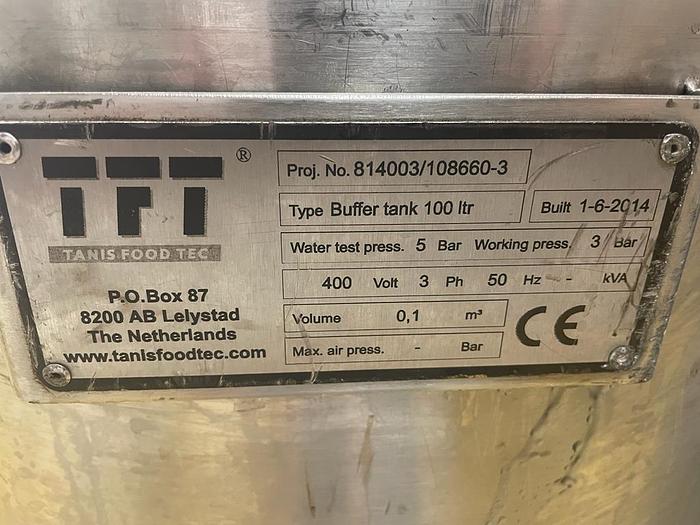 TFT ®
TANIS FOOD TEC
P.O.Box 87
8200 AB Lelystad
The Netherlands
www.tanisfoodtec.com
Proj. No. 814003/108660-3
Type Buffer tank 100 ltr
Built 1-6-2014
Water test press. 5 Bar Working press. 3 Bar
400 Volt 3 Ph 50 Hz - kVA
Volume 0,1 m³
Max. air press. - Bar
CE